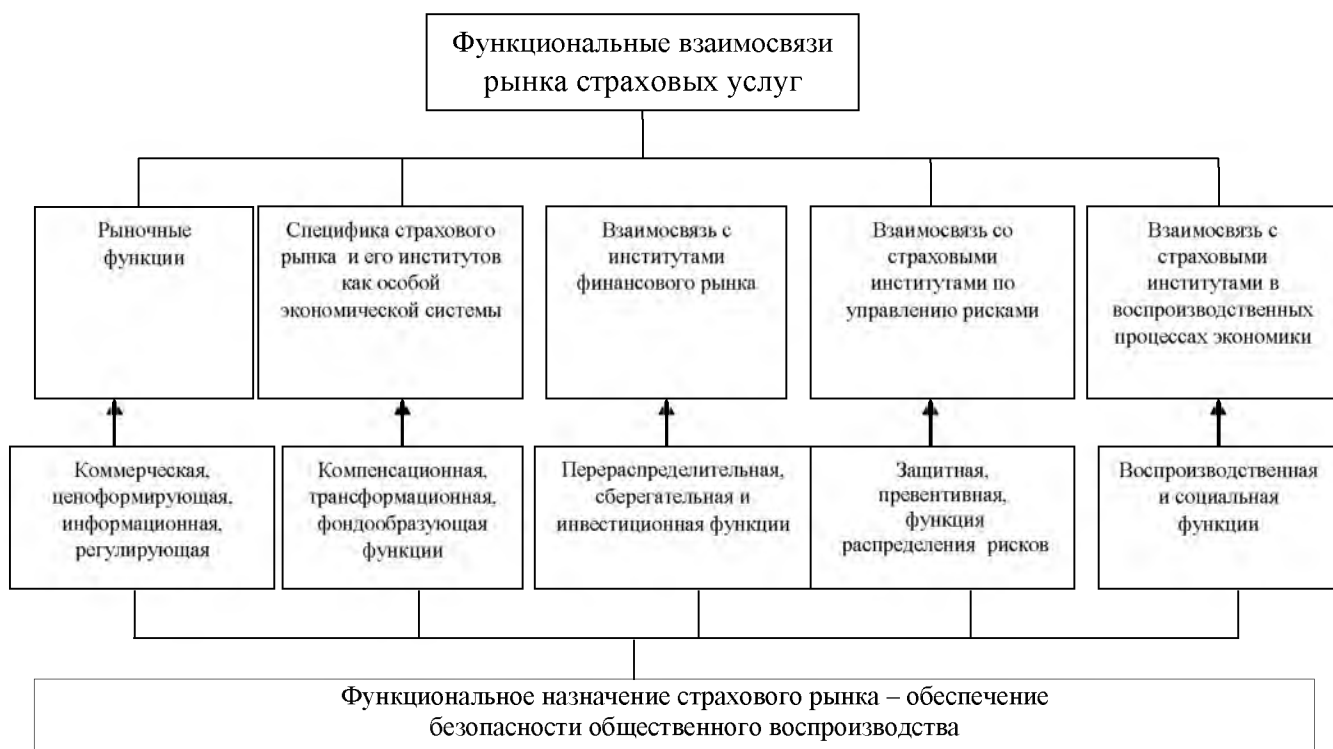 Функциональные взаимосвязи
рынка страховых услуг
Рыночные
функции
Специфика страхового
рынка и его институтов
как особой
экономической системы
Взаимосвязь с
институтами
финансового рынка
Взаимосвязь со
страховыми
институтами по
управлению рисками
Взаимосвязь с
страховыми
институтами в
воспроизводственных
процессах экономики
Коммерческая,
ценоформирующая,
информационная,
регулирующая
Компенсационная,
трансформационная,
фондообразующая
функции
Перераспределительная,
сберегательная и
инвестиционная функции
Защитная,
превентивная,
функция
распределения рисков
Воспроизводственная
и социальная
функции
Функциональное назначение страхового рынка – обеспечение
безопасности общественного воспроизводства